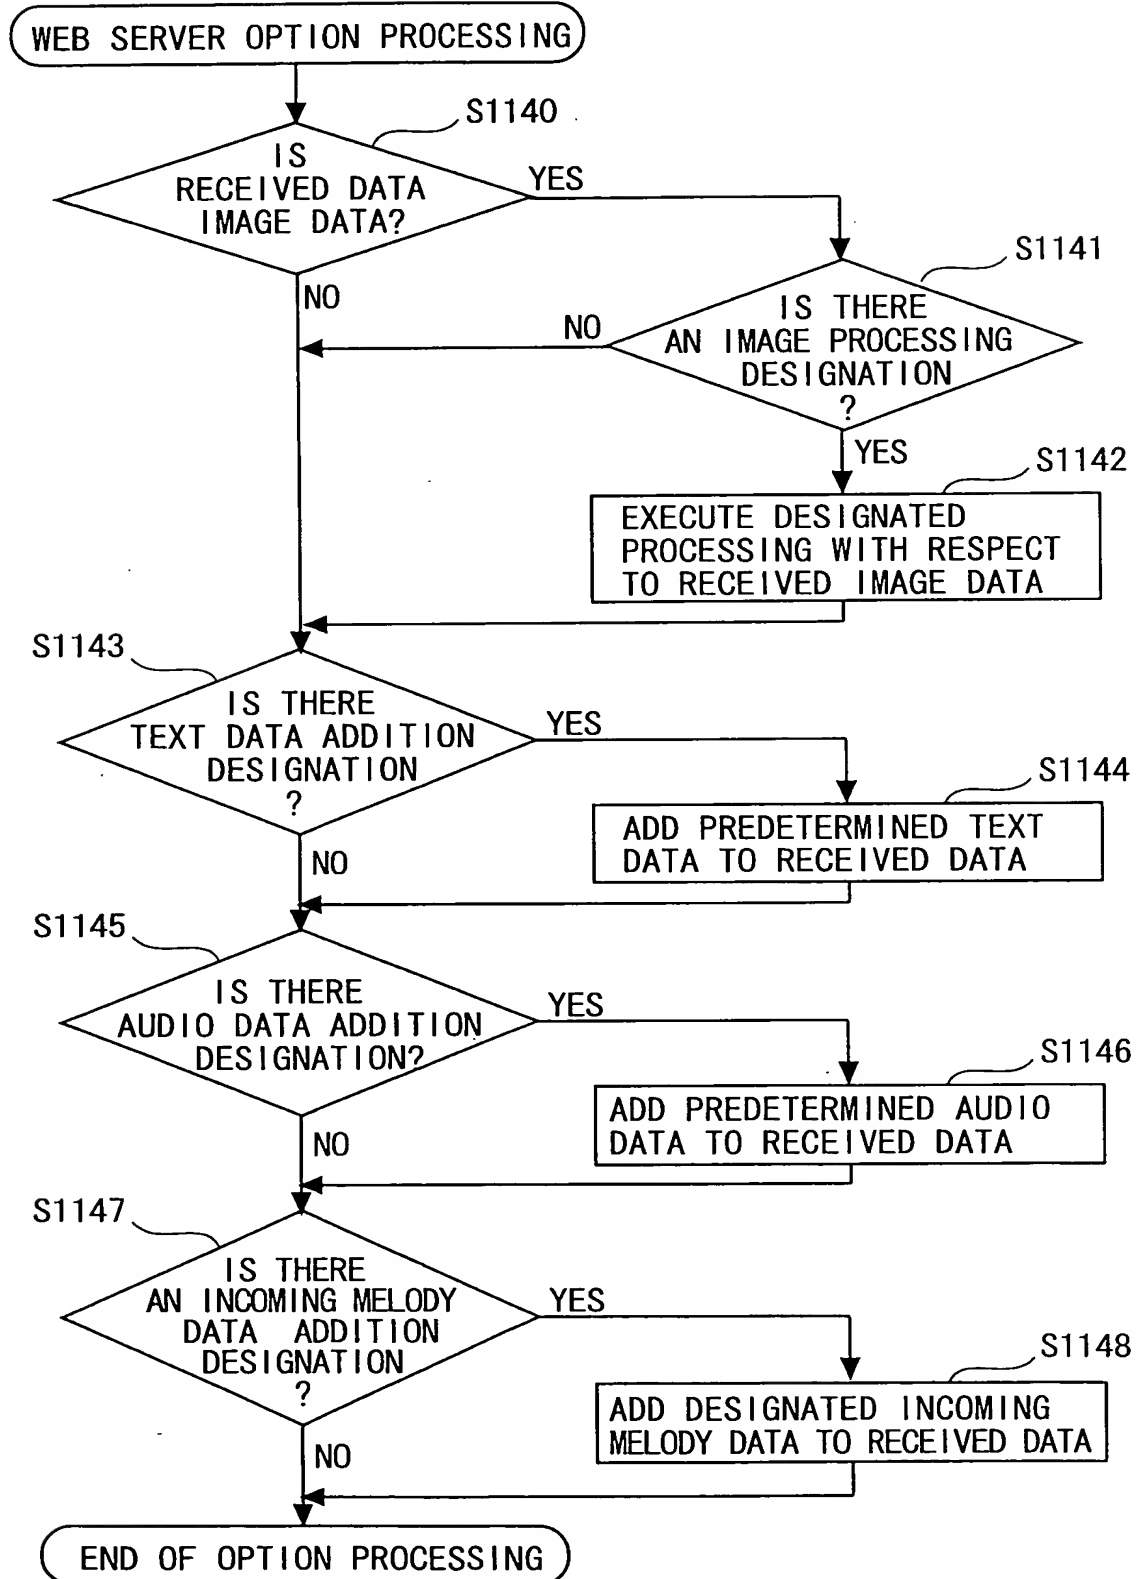 WEB SERVER OPTION PROCESSING
S1140
IS
RECEIVED DATA
IMAGE DATA?
YES
NO
S1141
IS THERE
AN IMAGE PROCESSING
DESIGNATION
?
NO
YES
S1142
EXECUTE DESIGNATED
PROCESSING WITH RESPECT
TO RECEIVED IMAGE DATA
S1143
IS THERE
TEXT DATA ADDITION
DESIGNATION
?
YES
NO
S1144
ADD PREDETERMINED TEXT
DATA TO RECEIVED DATA
S1145
IS THERE
AUDIO DATA ADDITION
DESIGNATION?
YES
NO
S1146
ADD PREDETERMINED AUDIO
DATA TO RECEIVED DATA
S1147
IS THERE
AN INCOMING MELODY
DATA ADDITION
DESIGNATION
?
YES
NO
S1148
ADD DESIGNATED INCOMING
MELODY DATA TO RECEIVED DATA
END OF OPTION PROCESSING